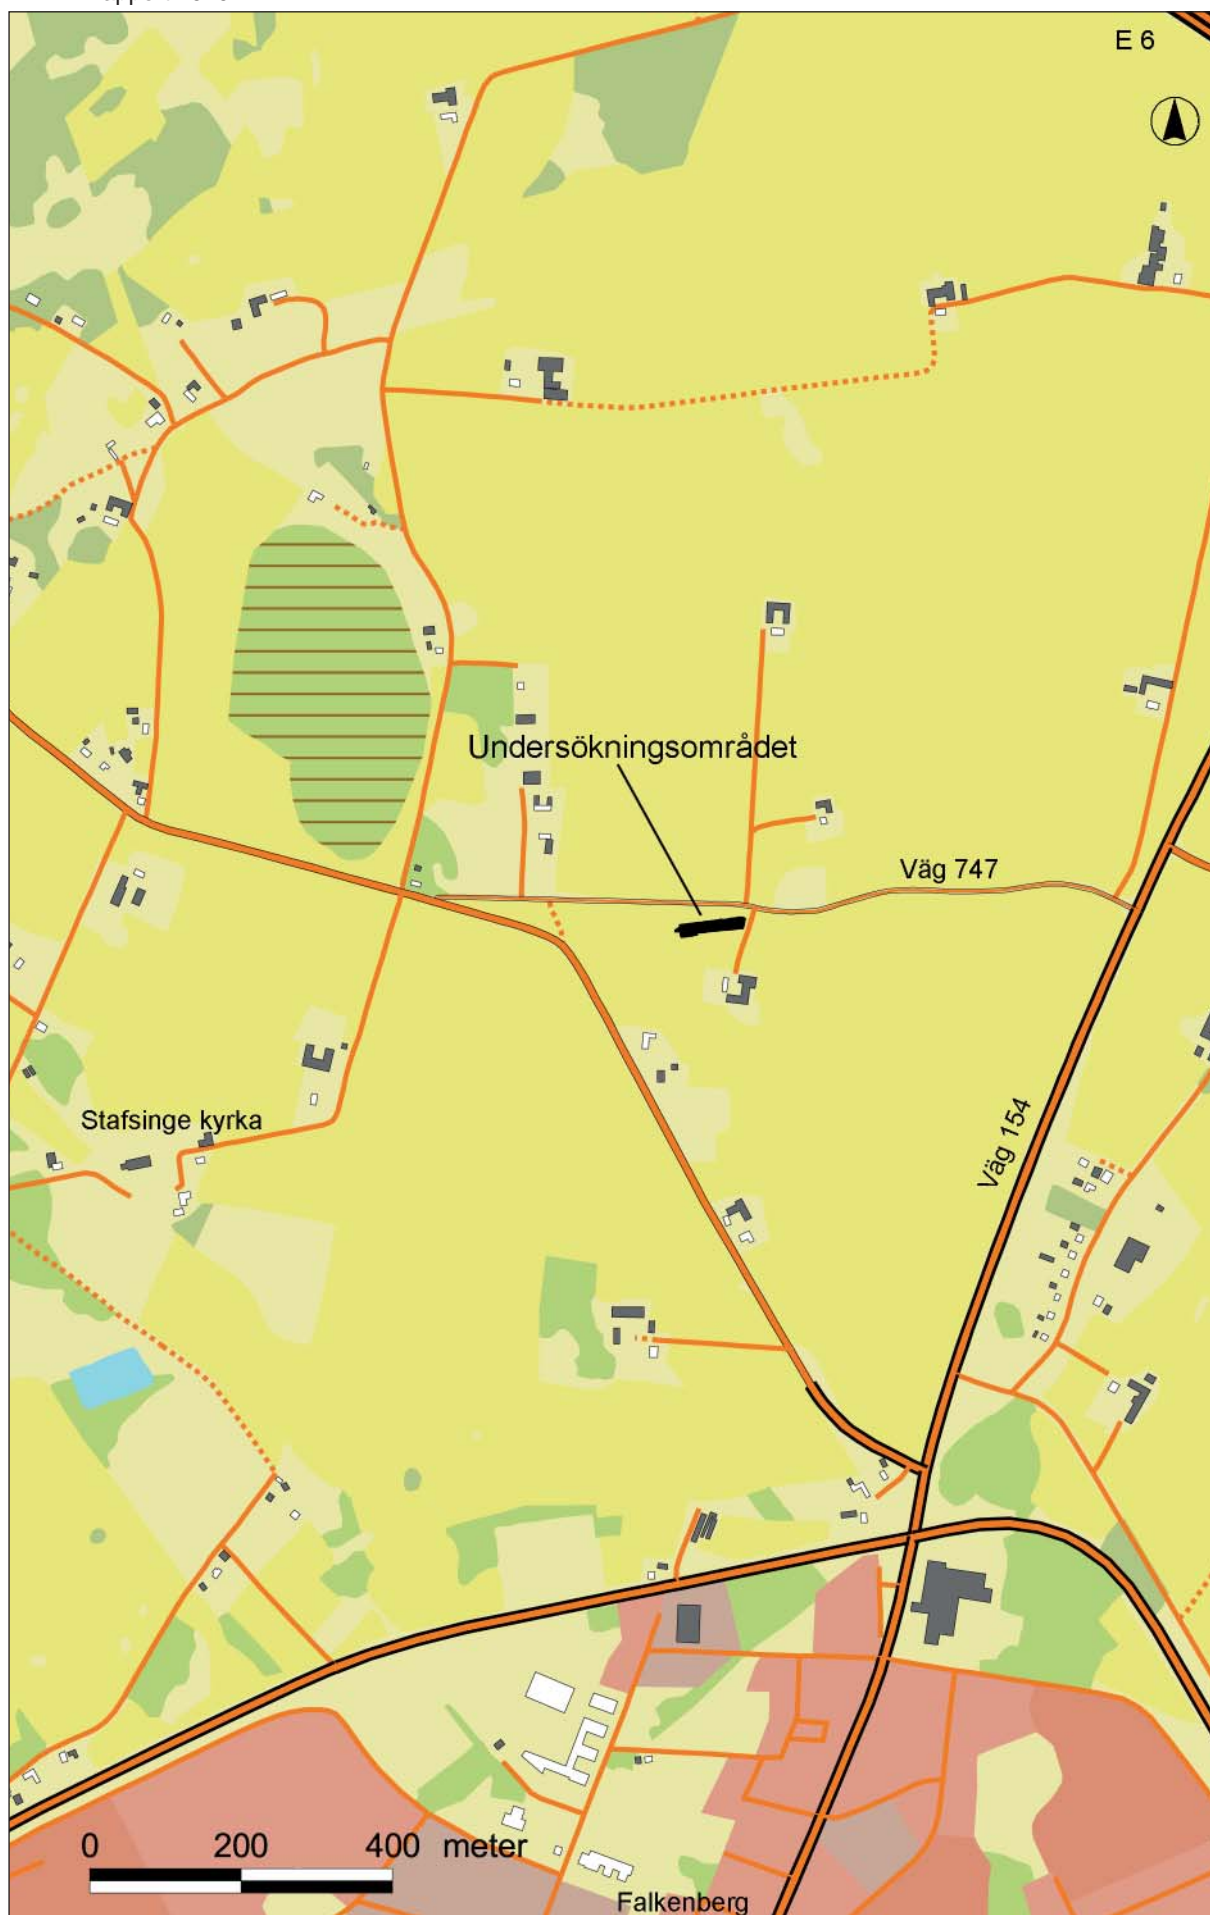 E 6
Undersökningsområdet
Väg 747
Stafsinge kyrka
Väg 154
0 200 400 meter
Falkenberg